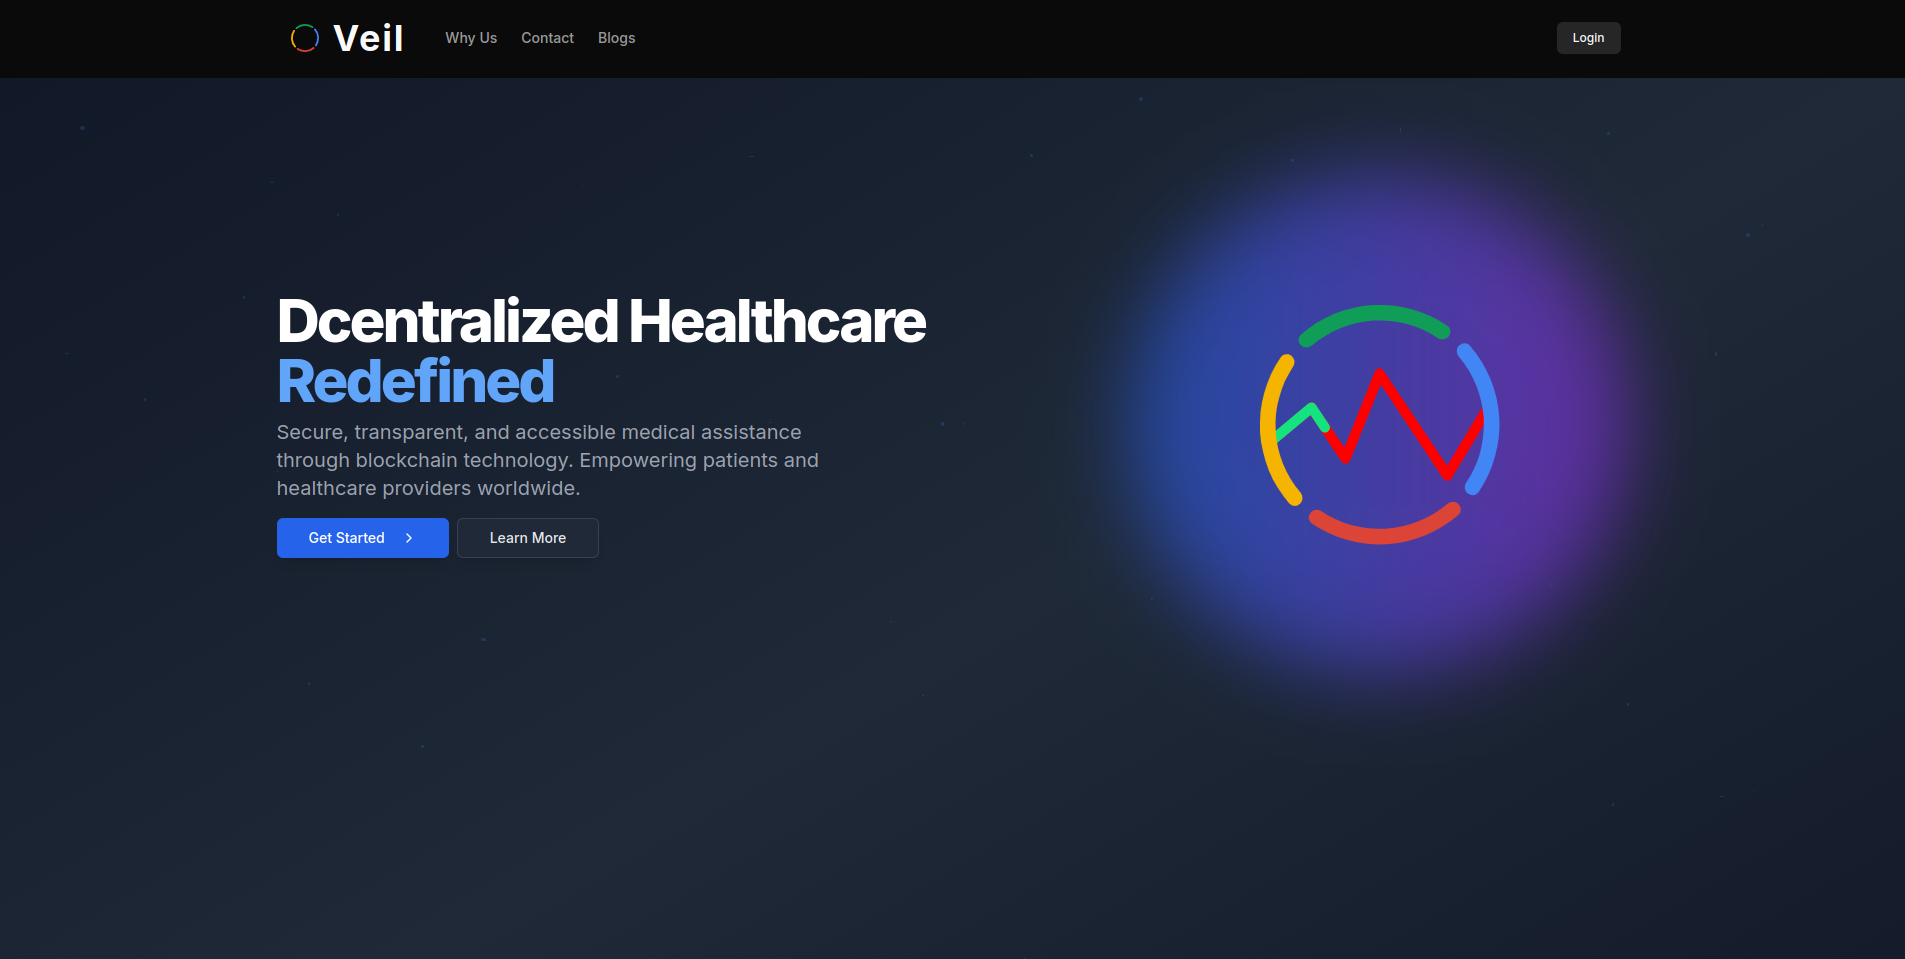 Veil
Why Us
Contact
Blogs
Login
Dcentralized Healthcare
Redefined
Secure, transparent, and accessible medical assistance
through blockchain technology. Empowering patients and
healthcare providers worldwide.
Get Started
Learn More